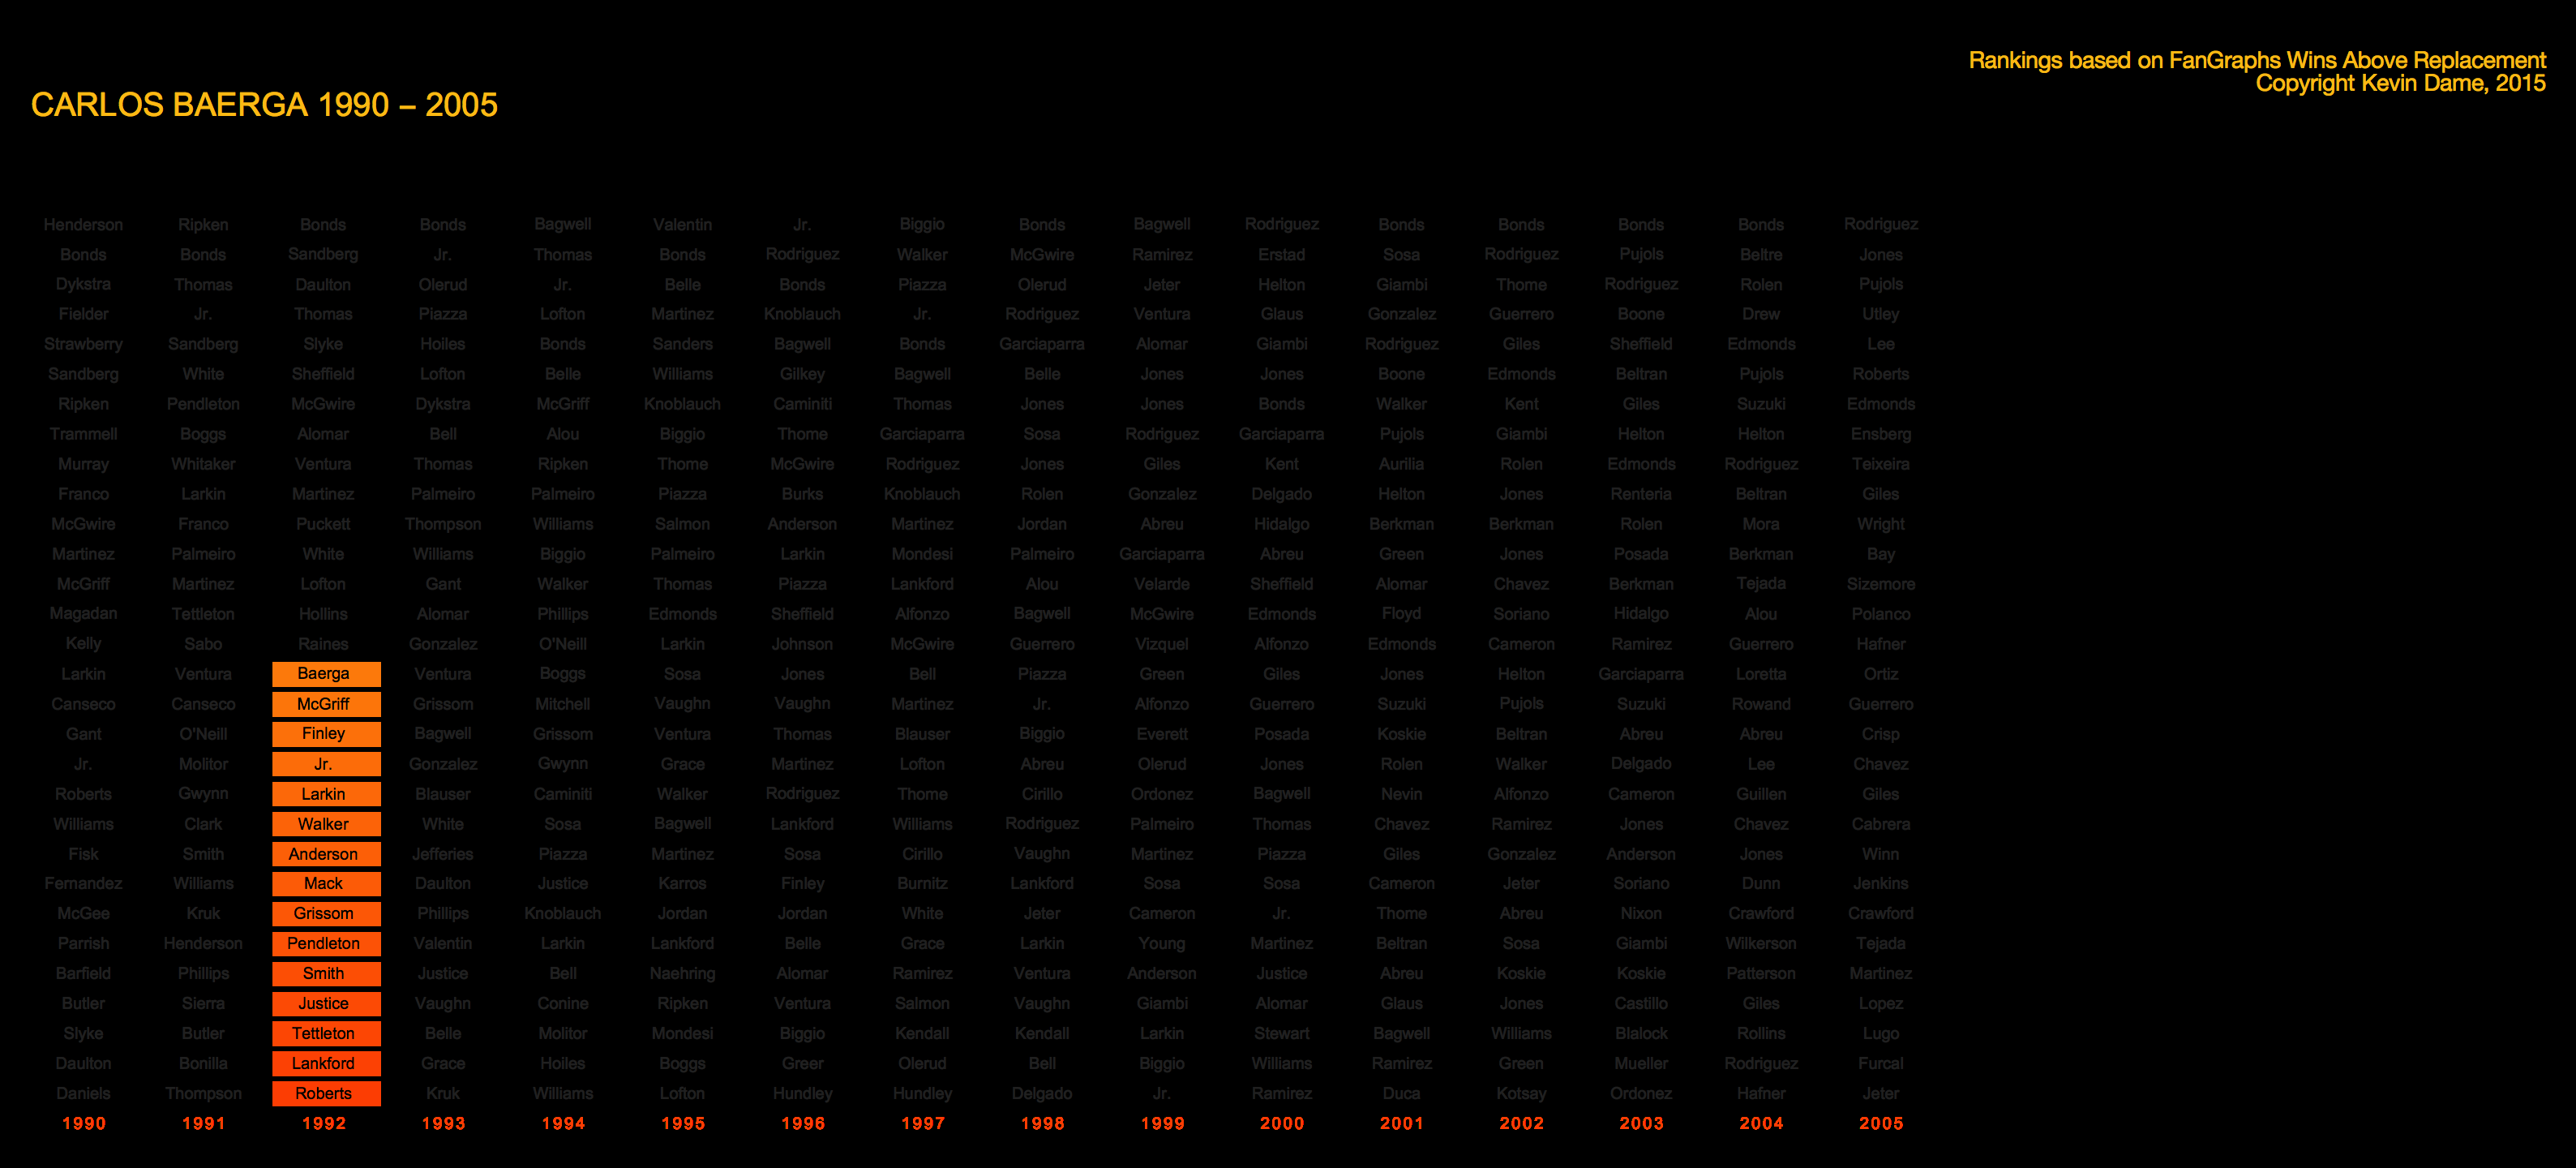 Rankings based on FanGraphs Wins Above Replacement
Copyright Kevin Dame, 2015
CARLOS BAERGA 1990 – 2005
Henderson Ripken Bonds Bonds Bagwell Valentin Jr. Biggio Bonds Bagwell Rodriguez Bonds Bonds Bonds Bonds Rodriguez
Bonds Bonds Sandberg Jr. Thomas Bonds Rodriguez Walker McGwire Ramirez Erstad Sosa Rodriguez Pujols Beltre Jones
Dykstra Thomas Daulton Olerud Jr. Belle Bonds Piazza Olerud Jeter Helton Giambi Thome Rodriguez Rolen Pujols
Fielder Jr. Thomas Piazza Lofton Martinez Knoblauch Jr. Rodriguez Ventura Glaus Gonzalez Guerrero Boone Drew Utley
Strawberry Sandberg Slyke Hoiles Bonds Sanders Bagwell Bonds Garciaparra Alomar Giambi Rodriguez Giles Sheffield Edmonds Lee
Sandberg White Sheffield Lofton Belle Williams Gilkey Bagwell Belle Jones Jones Boone Edmonds Beltran Pujols Roberts
Ripken Pendleton McGwire Dykstra McGriff Knoblauch Caminiti Thomas Jones Jones Bonds Walker Kent Giles Suzuki Edmonds
Trammell Boggs Alomar Bell Alou Biggio Thome Garciaparra Sosa Rodriguez Garciaparra Pujols Giambi Helton Helton Ensberg
Murray Whitaker Ventura Thomas Ripken Thome McGwire Rodriguez Jones Giles Kent Aurilia Rolen Edmonds Rodriguez Teixeira
Franco Larkin Martinez Palmeiro Palmeiro Piazza Burks Knoblauch Rolen Gonzalez Delgado Helton Jones Renteria Beltran Giles
McGwire Franco Puckett Thompson Williams Salmon Anderson Martinez Jordan Abreu Hidalgo Berkman Berkman Rolen Mora Wright
Martinez Palmeiro White Williams Biggio Palmeiro Larkin Mondesi Palmeiro Garciaparra Abreu Green Jones Posada Berkman Bay
McGriff Martinez Lofton Gant Walker Thomas Piazza Lankford Alou Velarde Sheffield Alomar Chavez Berkman Tejada Sizemore
Magadan Tettleton Hollins Alomar Phillips Edmonds Sheffield Alfonzo Bagwell McGwire Edmonds Floyd Soriano Hidalgo Alou Polanco
Kelly Sabo Raines Gonzalez O'Neill Larkin Johnson McGwire Guerrero Vizquel Alfonzo Edmonds Cameron Ramirez Guerrero Hafner
Larkin Ventura Baerga Ventura Boggs Sosa Jones Bell Piazza Green Giles Jones Helton Garciaparra Loretta Ortiz
Canseco Canseco McGriff Grissom Mitchell Vaughn Vaughn Martinez Jr. Alfonzo Guerrero Suzuki Pujols Suzuki Rowand Guerrero
Gant O'Neill Finley Bagwell Grissom Ventura Thomas Blauser Biggio Everett Posada Koskie Beltran Abreu Abreu Crisp
Jr. Molitor Jr. Gonzalez Gwynn Grace Martinez Lofton Abreu Olerud Jones Rolen Walker Delgado Lee Chavez
Roberts Gwynn Larkin Blauser Caminiti Walker Rodriguez Thome Cirillo Ordonez Bagwell Nevin Alfonzo Cameron Guillen Giles
Williams Clark Walker White Sosa Bagwell Lankford Williams Rodriguez Palmeiro Thomas Chavez Ramirez Jones Chavez Cabrera
Fisk Smith Anderson Jefferies Piazza Martinez Sosa Cirillo Vaughn Martinez Piazza Giles Gonzalez Anderson Jones Winn
Fernandez Williams Mack Daulton Justice Karros Finley Burnitz Lankford Sosa Sosa Cameron Jeter Soriano Dunn Jenkins
McGee Kruk Grissom Phillips Knoblauch Jordan Jordan White Jeter Cameron Jr. Thome Abreu Nixon Crawford Crawford
Parrish Henderson Pendleton Valentin Larkin Lankford Belle Grace Larkin Young Martinez Beltran Sosa Giambi Wilkerson Tejada
Barfield Phillips Smith Justice Bell Naehring Alomar Ramirez Ventura Anderson Justice Abreu Koskie Koskie Patterson Martinez
Butler Sierra Justice Vaughn Conine Ripken Ventura Salmon Vaughn Giambi Alomar Glaus Jones Castillo Giles Lopez
Slyke Butler Tettleton Belle Molitor Mondesi Biggio Kendall Kendall Larkin Stewart Bagwell Williams Blalock Rollins Lugo
Daulton Bonilla Lankford Grace Hoiles Boggs Greer Olerud Bell Biggio Williams Ramirez Green Mueller Rodriguez Furcal
Daniels Thompson Roberts Kruk Williams Lofton Hundley Hundley Delgado Jr. Ramirez Duca Kotsay Ordonez Hafner Jeter
1990 1991 1992 1993 1994 1995 1996 1997 1998 1999 2000 2001 2002 2003 2004 2005